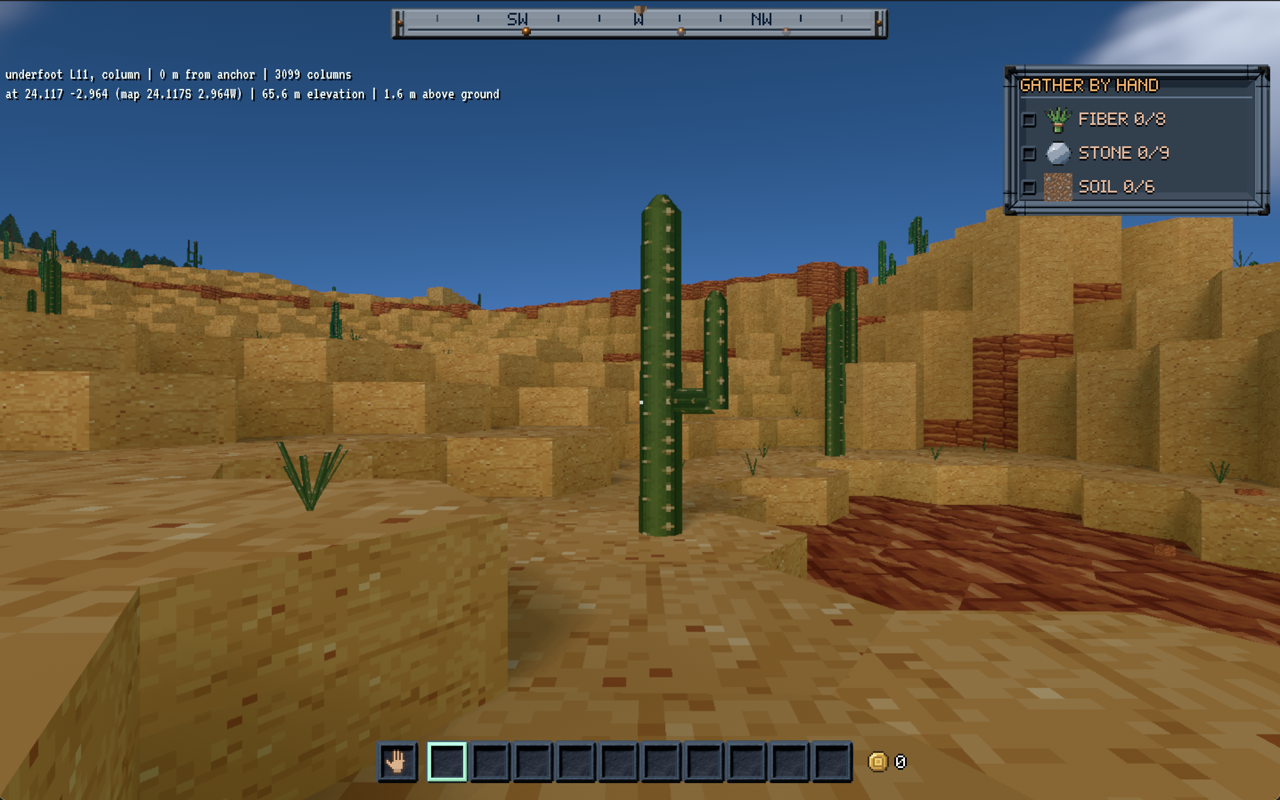 SW W NW
underfoot L11, column | 0 m from anchor | 3099 columns
at 24.117 -2.964 (map 24.117S 2.964W) | 65.6 m elevation | 1.6 m above ground
GATHER BY HAND
FIBER 0/8
STONE 0/9
SOIL 0/6
0